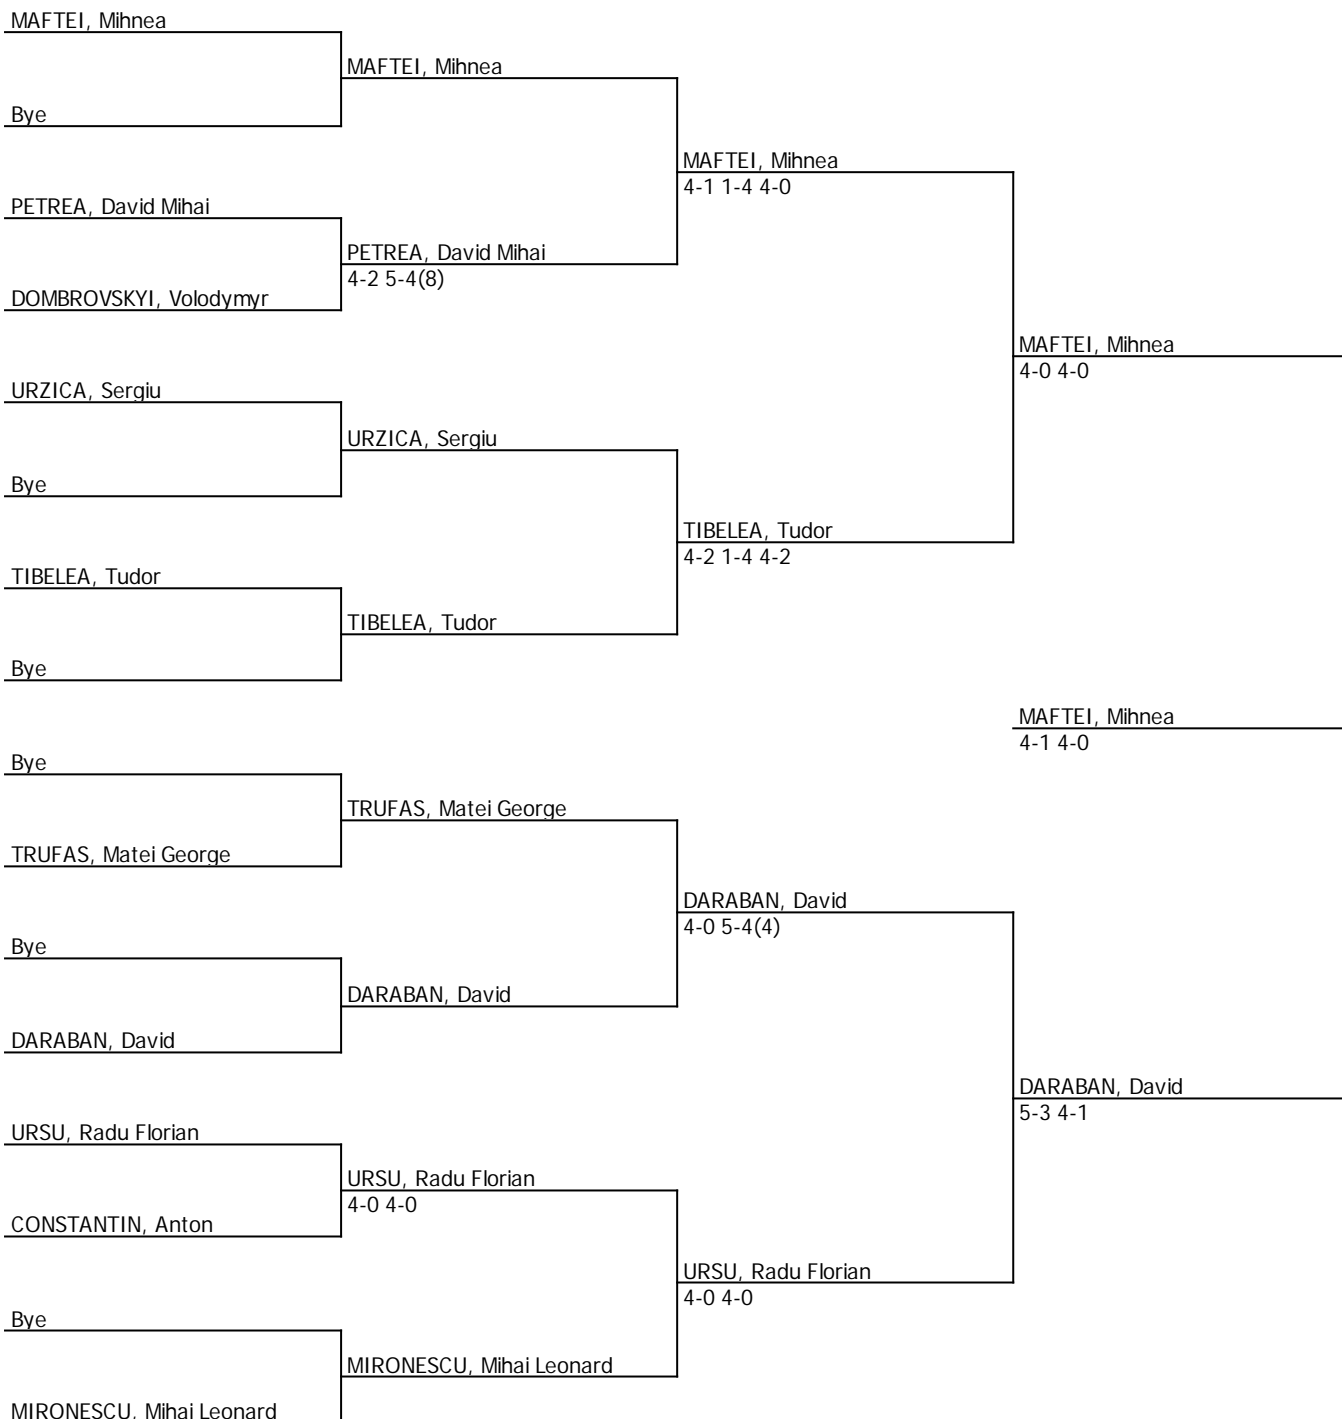 MAFTEI, Mihnea
MAFTEI, Mihnea
Bye
MAFTEI, Mihnea
4-1 1-4 4-0
PETREA, David Mihai
PETREA, David Mihai
4-2 5-4(8)
DOMBROVSKYI, Volodymyr
MAFTEI, Mihnea
4-0 4-0
URZICA, Sergiu
URZICA, Sergiu
Bye
TIBELEA, Tudor
4-2 1-4 4-2
TIBELEA, Tudor
TIBELEA, Tudor
Bye
MAFTEI, Mihnea
4-1 4-0
Bye
TRUFAS, Matei George
TRUFAS, Matei George
DARABAN, David
4-0 5-4(4)
Bye
DARABAN, David
DARABAN, David
DARABAN, David
5-3 4-1
URSU, Radu Florian
URSU, Radu Florian
4-0 4-0
CONSTANTIN, Anton
URSU, Radu Florian
4-0 4-0
Bye
MIRONESCU, Mihai Leonard
MIRONESCU, Mihai Leonard